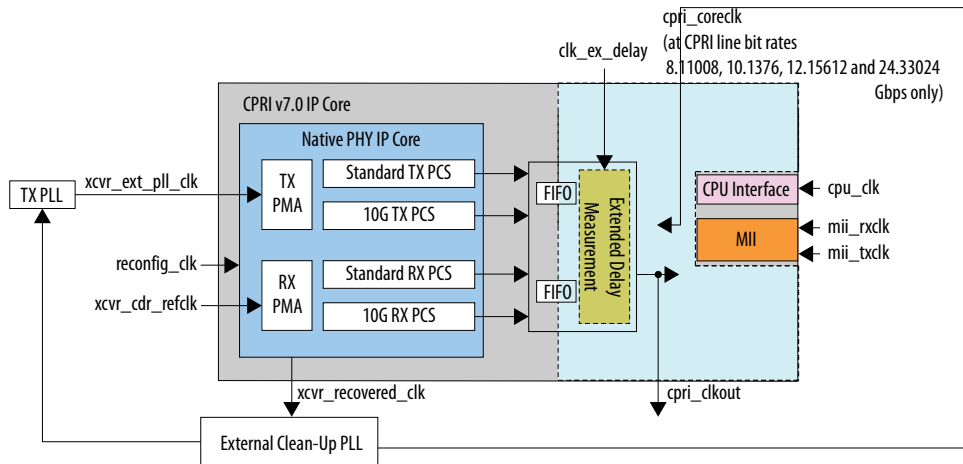 cpri_coreclk
(at CPRI line bit rates
8.11008, 10.1376, 12.15612 and 24.33024
Gbps only)
clk_ex_delay
CPRI v7.0 IP Core
Native PHY IP Core
TX PLL
xcvr_ext_pll_clk
TX
PMA
Standard TX PCS
10G TX PCS
FIFO
Extended Delay
Measurement
CPU Interface
cpu_clk
MII
mii_rxclk
mii_txclk
reconfig_clk
xcvr_cdr_refclk
RX
PMA
Standard RX PCS
10G RX PCS
FIFO
xcvr_recovered_clk
cpri_clkout
External Clean-Up PLL